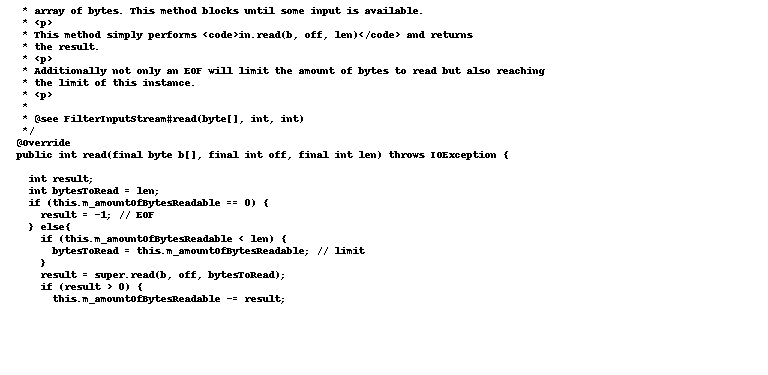 * array of bytes. This method blocks until some input is available.
* <p>
* This method simply performs <code>in.read(b, off, len)</code> and returns
* the result.
* <p>
* Additionally not only an EOF will limit the amount of bytes to read but also reaching
* the limit of this instance.
* <p>
*
* @see FilterInputStream#read(byte[], int, int)
*/
@Override
public int read(final byte b[], final int off, final int len) throws IOException {
int result;
int bytesToRead = len;
if (this.m_amountOfBytesReadable == 0) {
result = -1; // EOF
} else{
if (this.m_amountOfBytesReadable < len) {
bytesToRead = this.m_amountOfBytesReadable; // limit
}
result = super.read(b, off, bytesToRead);
if (result > 0) {
this.m_amountOfBytesReadable -= result;